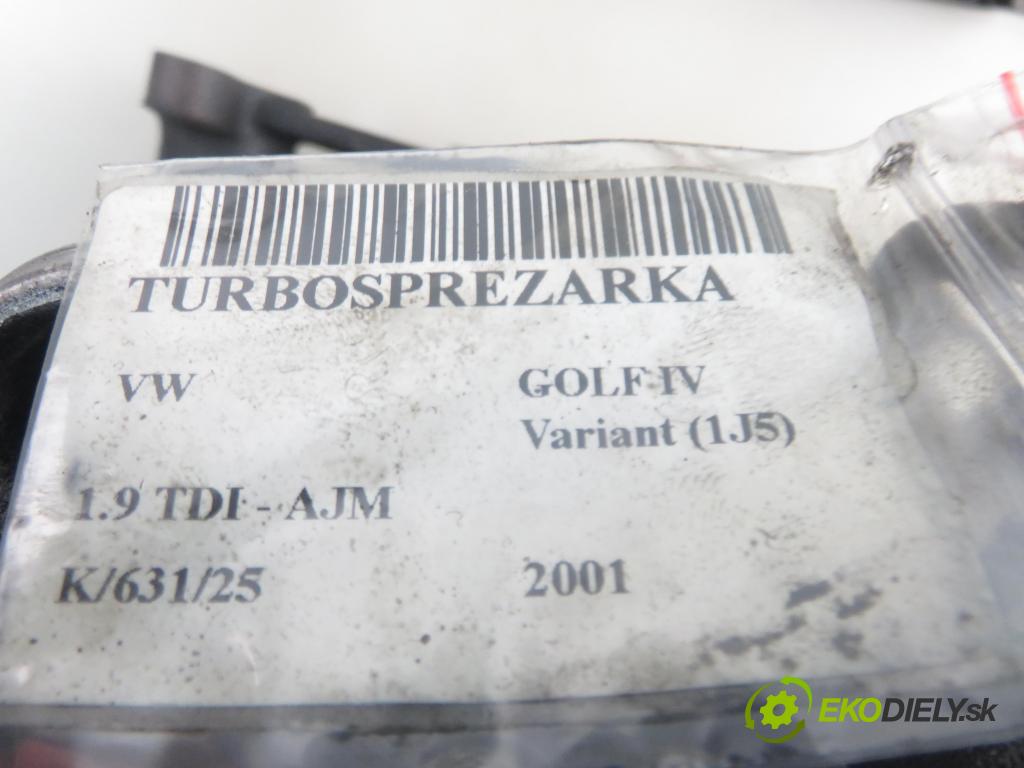 TURBOSPREZARKA
VW GOLF IV
Variant (1J5)
1.9 TDI - AJM
K/631/25 2001
EKODIELY.sk